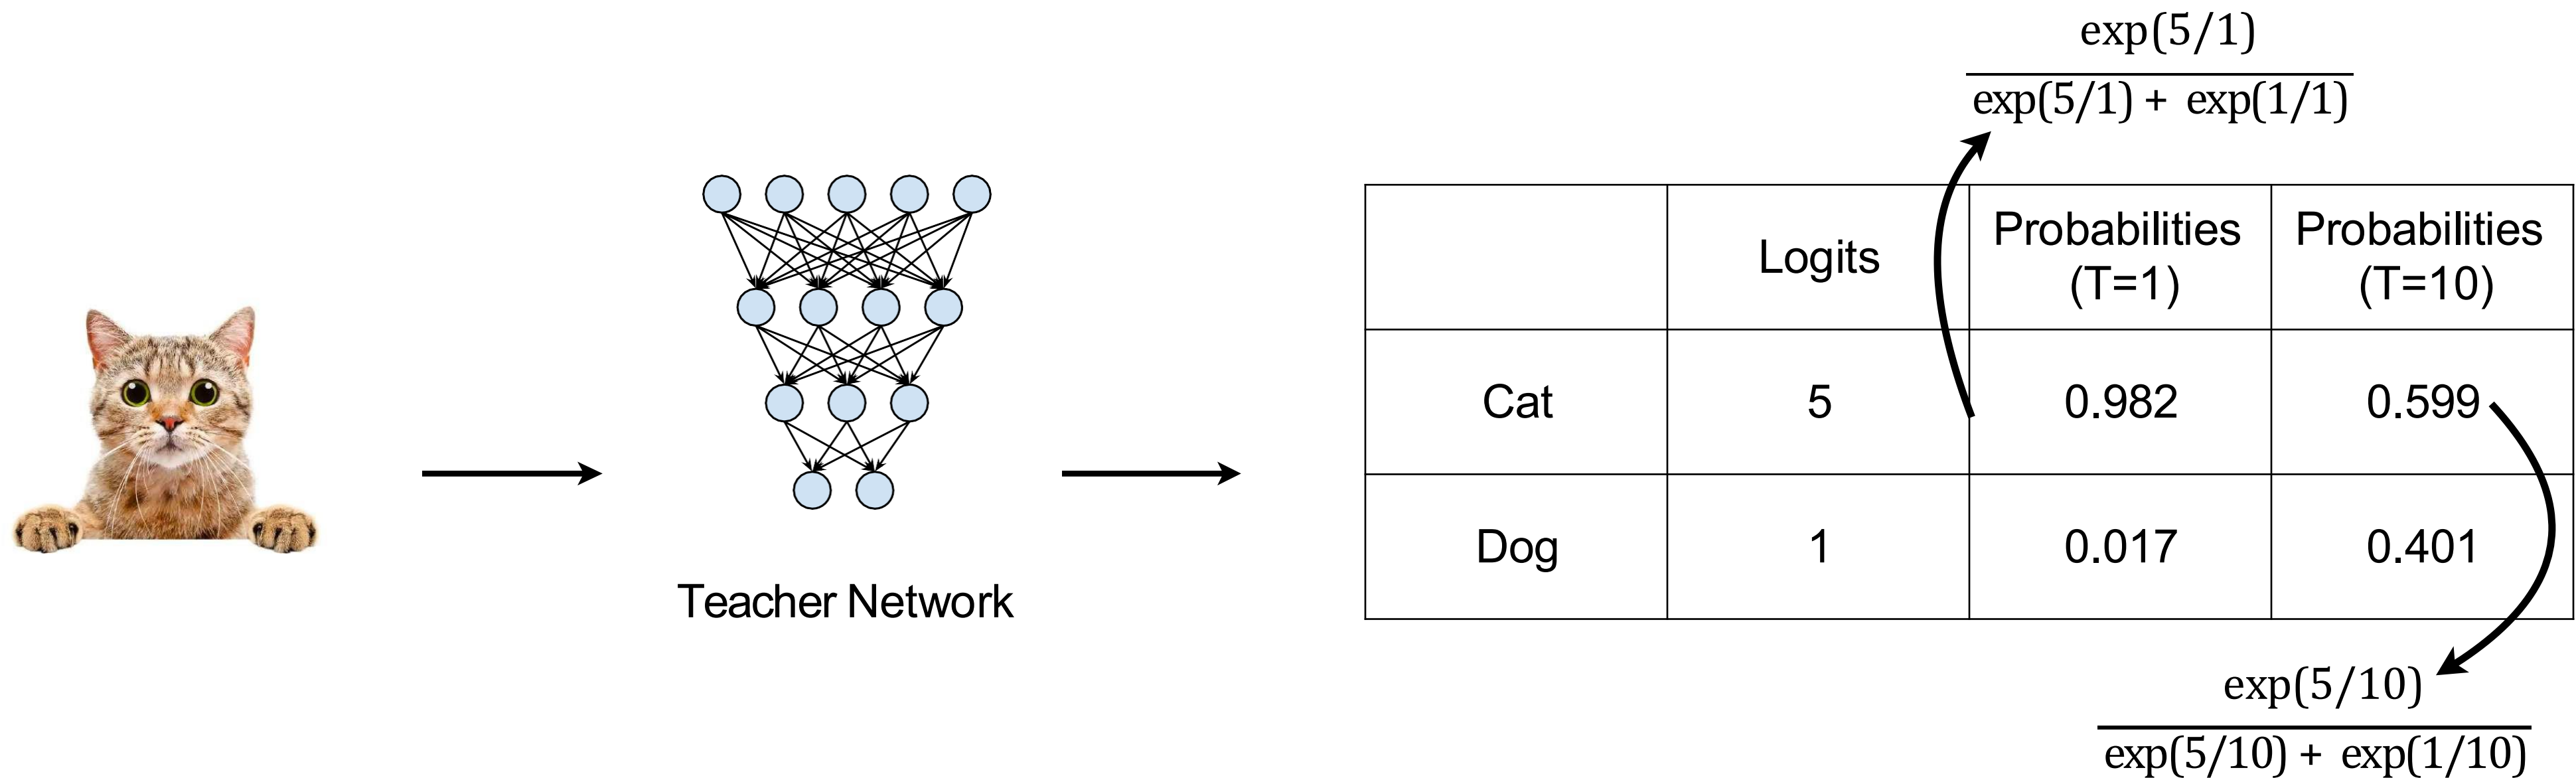 exp(5/1)
exp(5/1) + exp(1/1)
Logits
Probabilities
(T=1)
Probabilities
(T=10)
Cat
5
0.982
0.599
Dog
1
0.017
0.401
Teacher Network
exp(5/10)
exp(5/10) + exp(1/10)